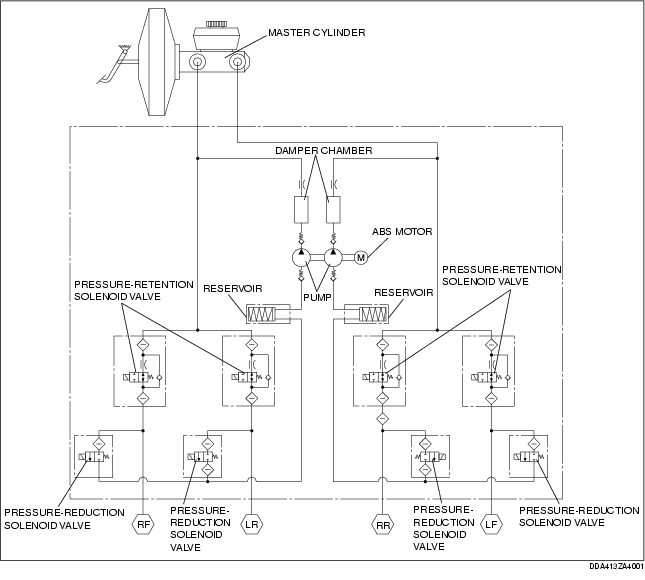 MASTER CYLINDER
DAMPER CHAMBER
ABS MOTOR
M
PRESSURE-RETENTION
SOLENOID VALVE
PRESSURE-RETENTION
SOLENOID VALVE
RESERVOIR
PUMP
RESERVOIR
PRESSURE-REDUCTION
SOLENOID VALVE
RF
PRESSURE-
REDUCTION
SOLENOID
VALVE
LR
RR
PRESSURE-
REDUCTION
SOLENOID
VALVE
LF
PRESSURE-REDUCTION
SOLENOID VALVE
DDA413ZA4001